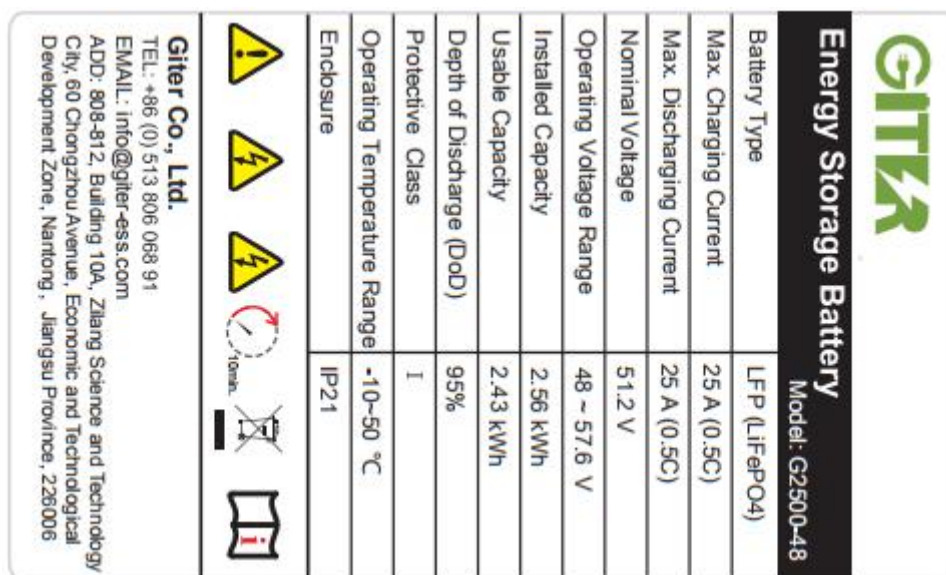 GITER
Energy Storage Battery
Model: G2500-48
Battery Type LFP (LiFePO4)
Max. Charging Current 25 A (0.5C)
Max. Discharging Current 25 A (0.5C)
Nominal Voltage 51.2 V
Operating Voltage Range 48 ~ 57.6 V
Installed Capacity 2.56 kWh
Usable Capacity 2.43 kWh
Depth of Discharge (DoD) 95%
Protective Class I
Operating Temperature Range -10~50 ℃
Enclosure IP21
10min.
Giter Co., Ltd.
TEL: +86 (0) 513 806 068 91
EMAIL: info@giter-ess.com
ADD: 808-812, Building 10A, Zilang Science and Technology
City, 60 Chongzhou Avenue, Economic and Technological
Development Zone, Nantong, Jiangsu Province, 226006